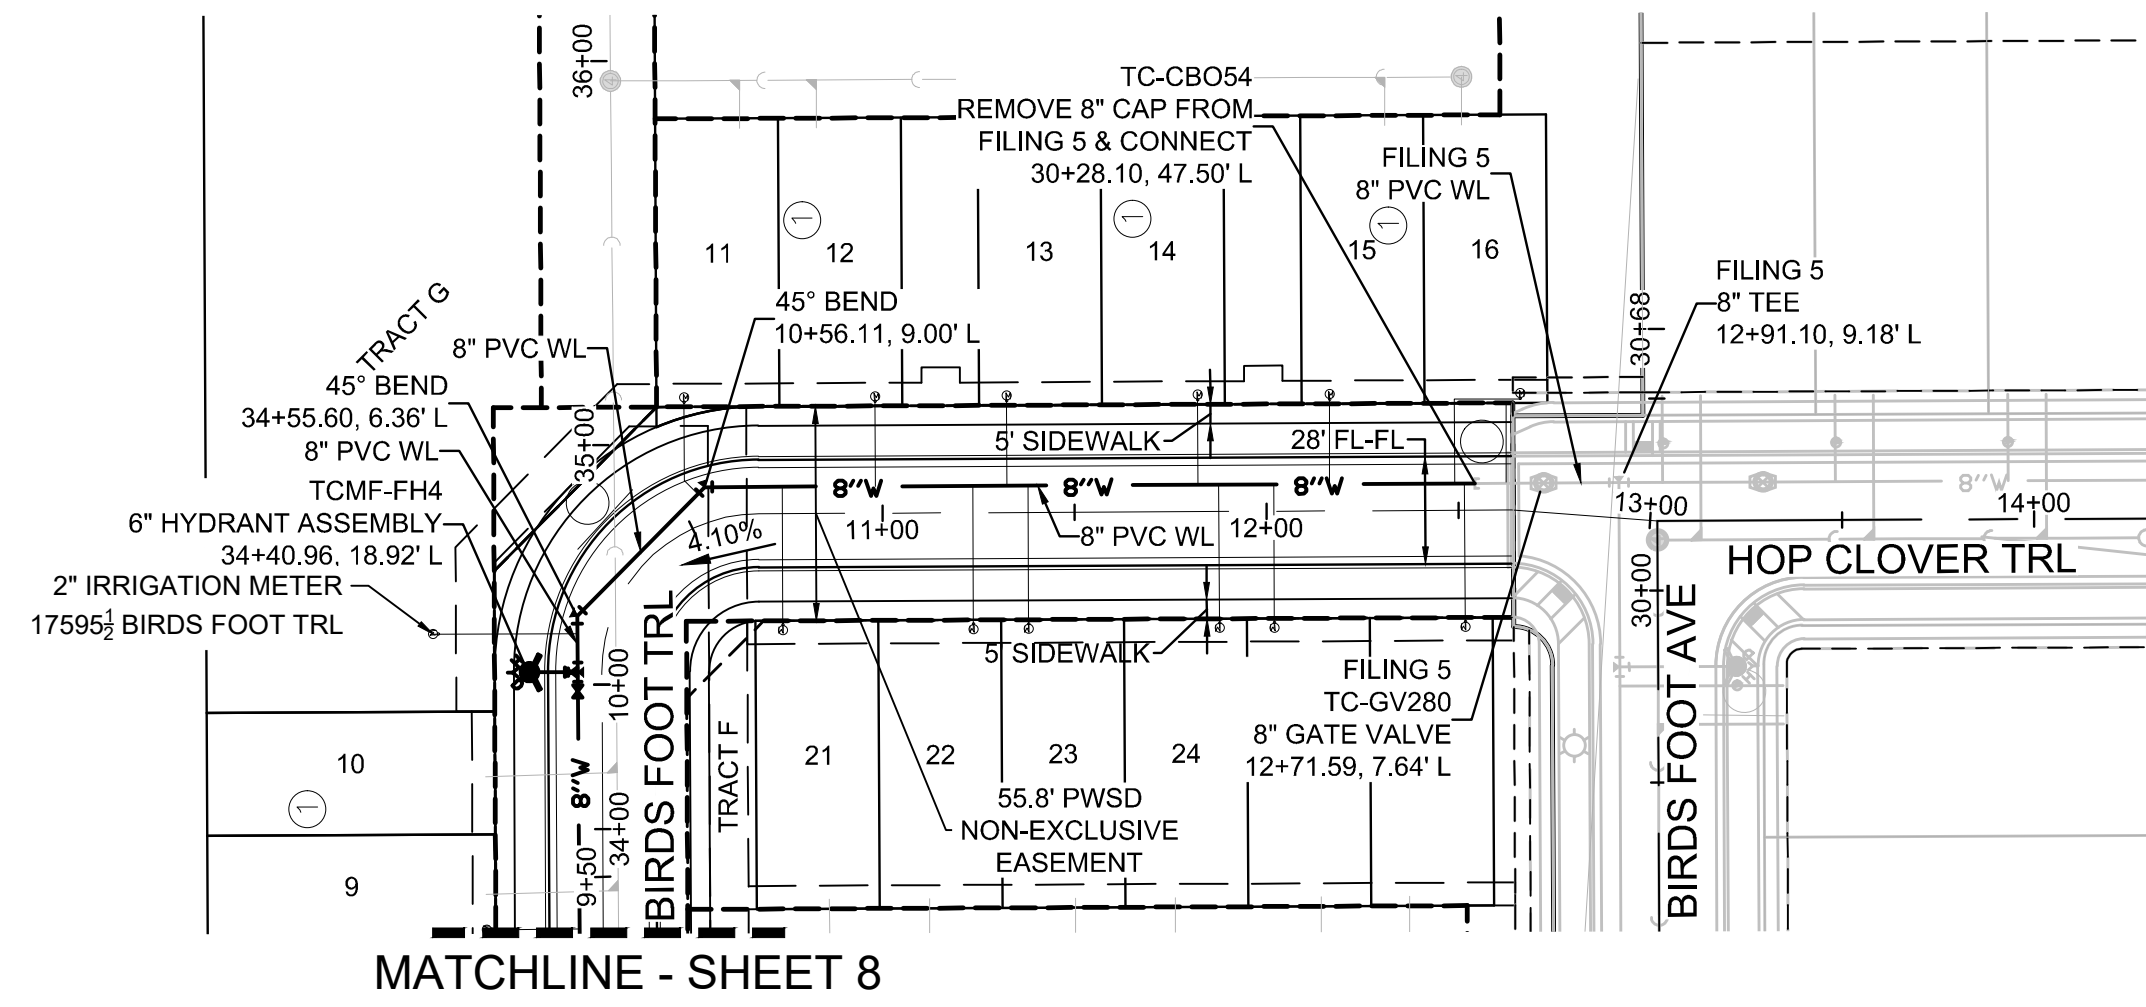 36+00
TC-CBO54
REMOVE 8" CAP FROM
FILING 5 & CONNECT
30+28.10, 47.50' L
FILING 5
8" PVC WL
1
1
1
11
12
13
14
15
16
FILING 5
8" TEE
12+91.10, 9.18' L
30+68
TRACT G
45° BEND
10+56.11, 9.00' L
8" PVC WL
45° BEND
34+55.60, 6.36' L
8" PVC WL
TCMF-FH4
6" HYDRANT ASSEMBLY
34+40.96, 18.92' L
2" IRRIGATION METER
17595½ BIRDS FOOT TRL
35+00
5' SIDEWALK
28' FL-FL
8"W
8"W
8"W
8"W
4.10%
11+00
8" PVC WL
12+00
13+00
14+00
HOP CLOVER TRL
30+00
BIRDS FOOT AVE
BIRDS FOOT TRL
10+00
5' SIDEWALK
FILING 5
TC-GV280
8" GATE VALVE
12+71.59, 7.64' L
TRACT F
21
22
23
24
55.8' PWSD
NON-EXCLUSIVE
EASEMENT
10
1
9
8"W
34+00
9+50
MATCHLINE - SHEET 8